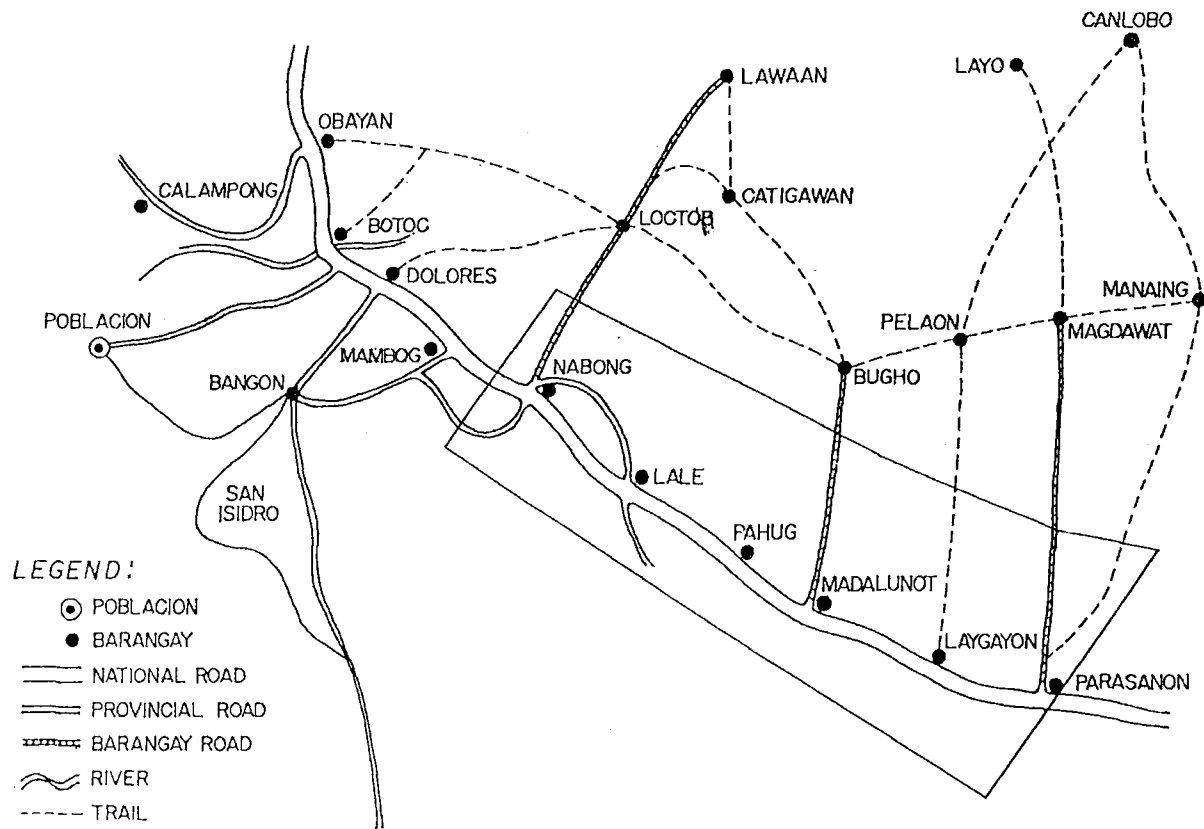 CANLOBO
LAYO
LAWAAN
OBAYAN
CALAMPONG
CATIGAWAN
BOTOC
LOCTOB
DOLORES
MANAING
POBLACION
PELAON
MAGDAWAT
MAMBOG
NABONG
BANGON
BUGHO
LALE
SAN
ISIDRO
PAHUG
MADALUNOT
LAYGAYON
PARASANON
LEGEND:
POBLACION
BARANGAY
NATIONAL ROAD
PROVINCIAL ROAD
BARANGAY ROAD
RIVER
TRAIL